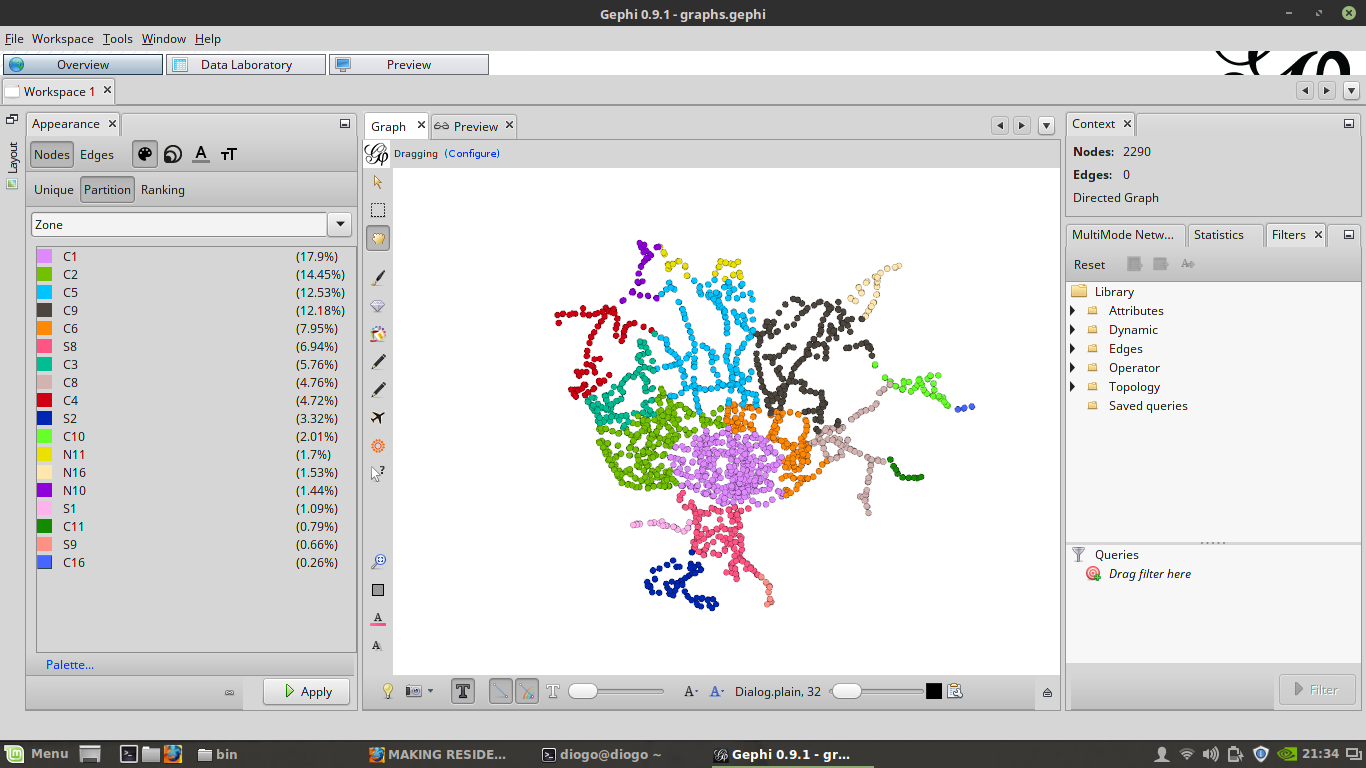 Gephi 0.9.1 - graphs.gephi
File Workspace Tools Window Help
Overview Data Laboratory Preview
Workspace 1
Layout
Appearance
Nodes Edges
Unique Partition Ranking
Zone
C1 (17.9%)
C2 (14.45%)
C5 (12.53%)
C9 (12.18%)
C6 (7.95%)
S8 (6.94%)
C3 (5.76%)
C8 (4.76%)
C4 (4.72%)
S2 (3.32%)
C10 (2.01%)
N11 (1.7%)
N16 (1.53%)
N10 (1.44%)
S1 (1.09%)
C11 (0.79%)
S9 (0.66%)
C16 (0.26%)
Palette...
Apply
Graph Preview
Dragging (Configure)
Dialog.plain, 32
Context
Nodes: 2290
Edges: 0
Directed Graph
MultiMode Netw... Statistics Filters
Reset
Library
Attributes
Dynamic
Edges
Operator
Topology
Saved queries
Queries
Drag filter here
Filter
Menu bin MAKING RESIDE... diogo@diogo ~ Gephi 0.9.1 - gr... 21:34